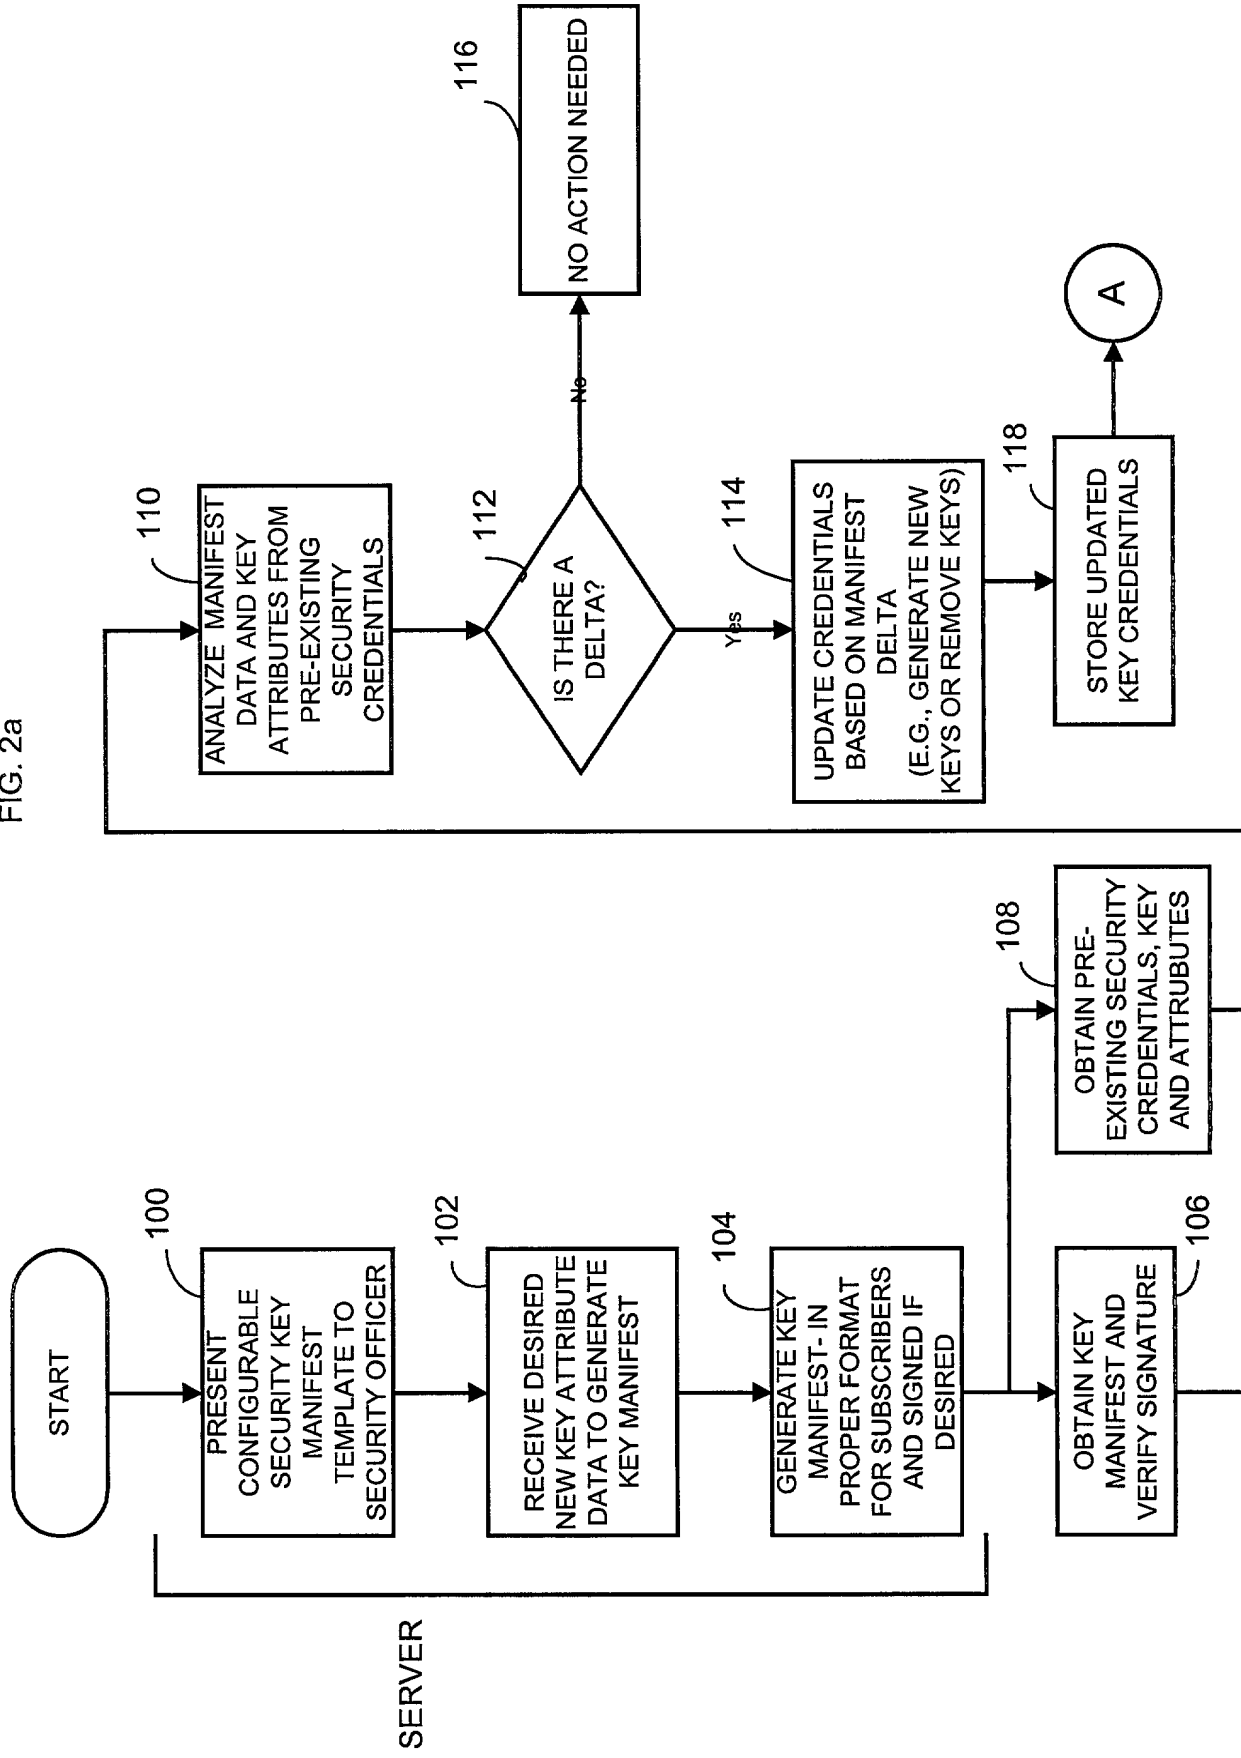 FIG. 2a
START
100
PRESENT
CONFIGURABLE
SECURITY KEY
MANIFEST
TEMPLATE TO
SECURITY OFFICER
SERVER
102
RECEIVE DESIRED
NEW KEY ATTRIBUTE
DATA TO GENERATE
KEY MANIFEST
104
GENERATE KEY
MANIFEST- IN
PROPER FORMAT
FOR SUBSCRIBERS
AND SIGNED IF
DESIRED
OBTAIN KEY
MANIFEST AND
VERIFY SIGNATURE
106
108
OBTAIN PRE-
EXISTING SECURITY
CREDENTIALS, KEY
AND ATTRUBUTES
110
ANALYZE MANIFEST
DATA AND KEY
ATTRIBUTES FROM
PRE-EXISTING
SECURITY
CREDENTIALS
112
IS THERE A
DELTA?
No
116
NO ACTION NEEDED
Yes
114
UPDATE CREDENTIALS
BASED ON MANIFEST
DELTA
(E.G., GENERATE NEW
KEYS OR REMOVE KEYS)
118
STORE UPDATED
KEY CREDENTIALS
A